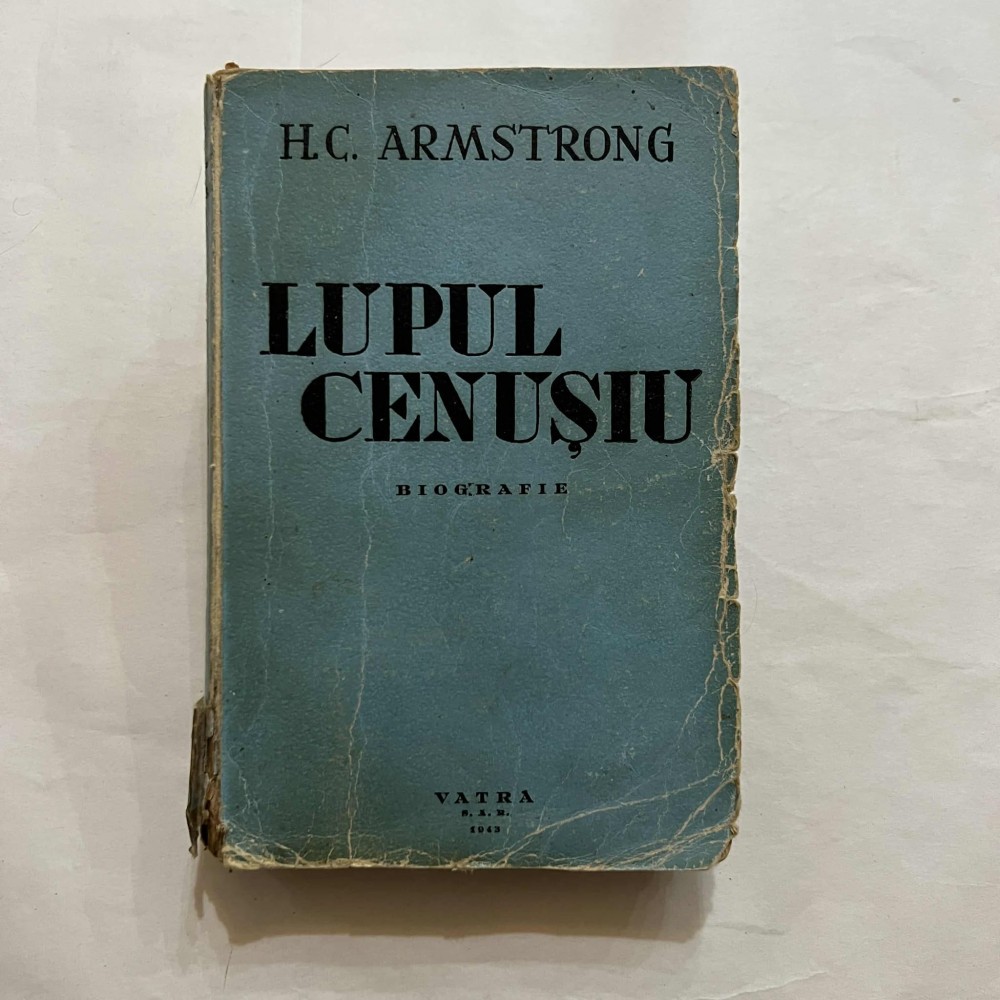 H.C. ARMSTRONG
LUPUL
CENUȘIU
BIOGRAFIE
VATRA
S. A. R.
1943